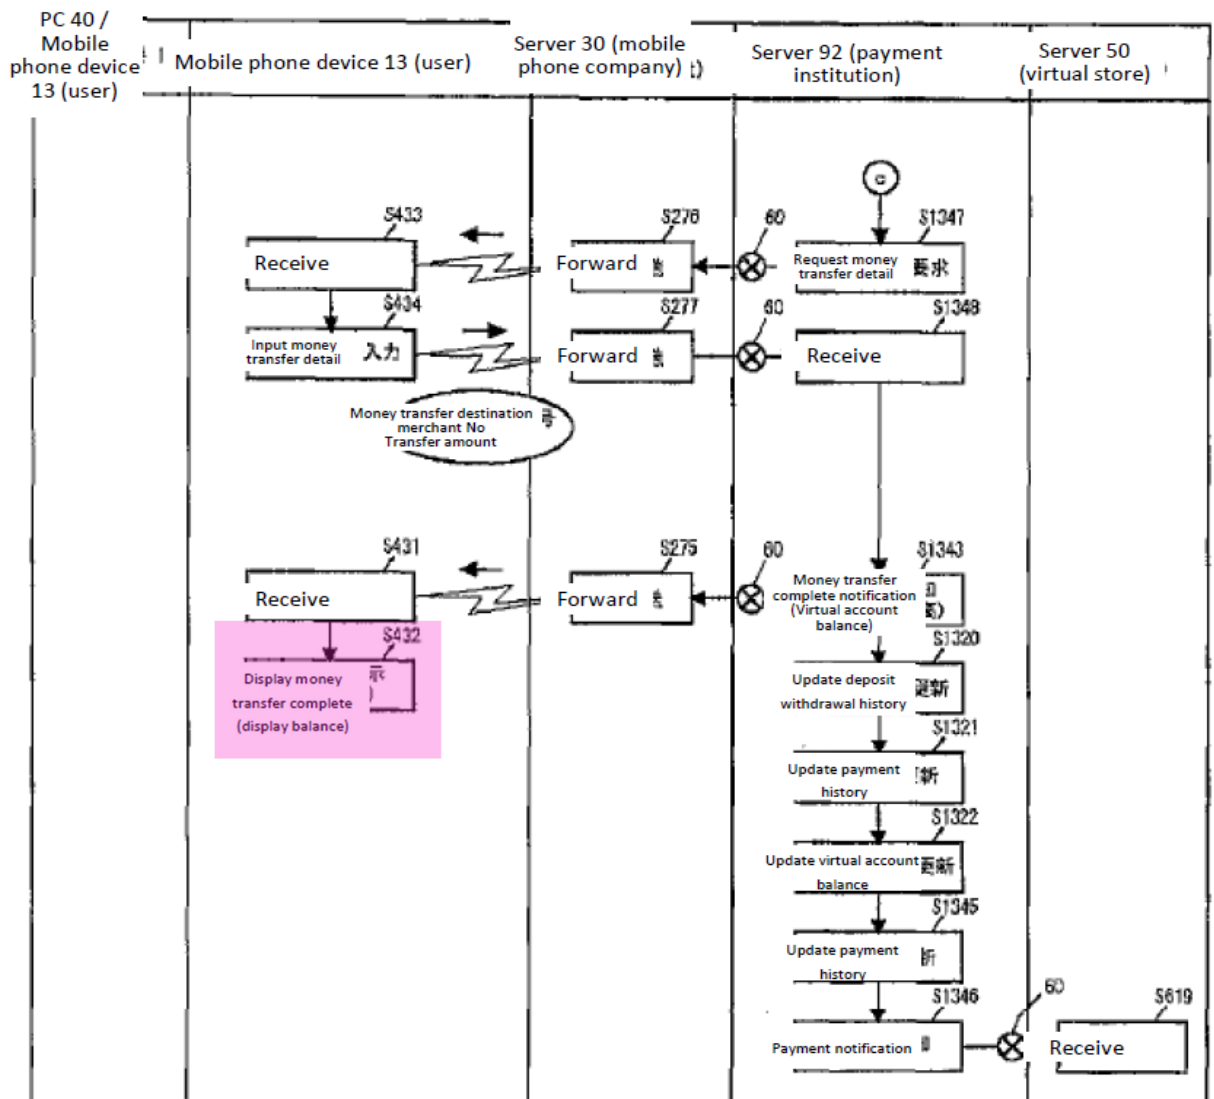 PC 40 /
Mobile
phone device
13 (user)
Mobile phone device 13 (user)
Server 30 (mobile
phone company)
Server 92 (payment
institution)
Server 50
(virtual store)
C
S433
S276
60
S1347
Receive
Forward
Request money
transfer detail
要求
S434
S277
60
S1348
Input money
transfer detail
入力
Forward
Receive
Money transfer destination
merchant No
Transfer amount
S431
S275
60
S1343
Receive
Forward
Money transfer
complete notification
(Virtual account
balance)
S432
S1320
Display money
transfer complete
(display balance)
示
Update deposit
withdrawal history
更新
S1321
Update payment
history
新
S1322
Update virtual account
balance
更新
S1345
Update payment
history
新
S1346
60
S619
Payment notification
Receive